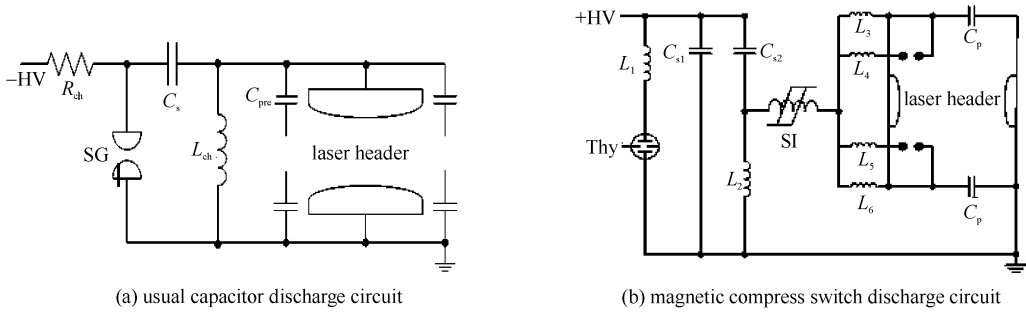 −HV
R_ch
C_s
SG
L_ch
C_pre
laser header
(a) usual capacitor discharge circuit
+HV
L_1
C_s1
C_s2
Thy
L_2
SI
L_3
L_4
C_p
laser header
L_5
L_6
C_p
(b) magnetic compress switch discharge circuit